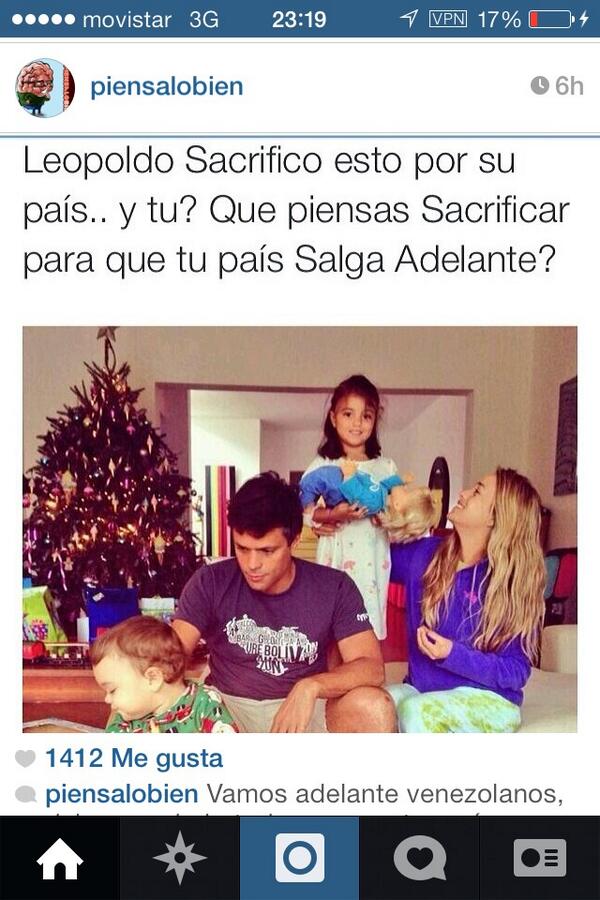 movistar 3G 23:19 VPN 17%
piensalobien 6h
Leopoldo Sacrifico esto por su
país.. y tu? Que piensas Sacrificar
para que tu país Salga Adelante?
BOLIV
1412 Me gusta
piensalobien Vamos adelante venezolanos,